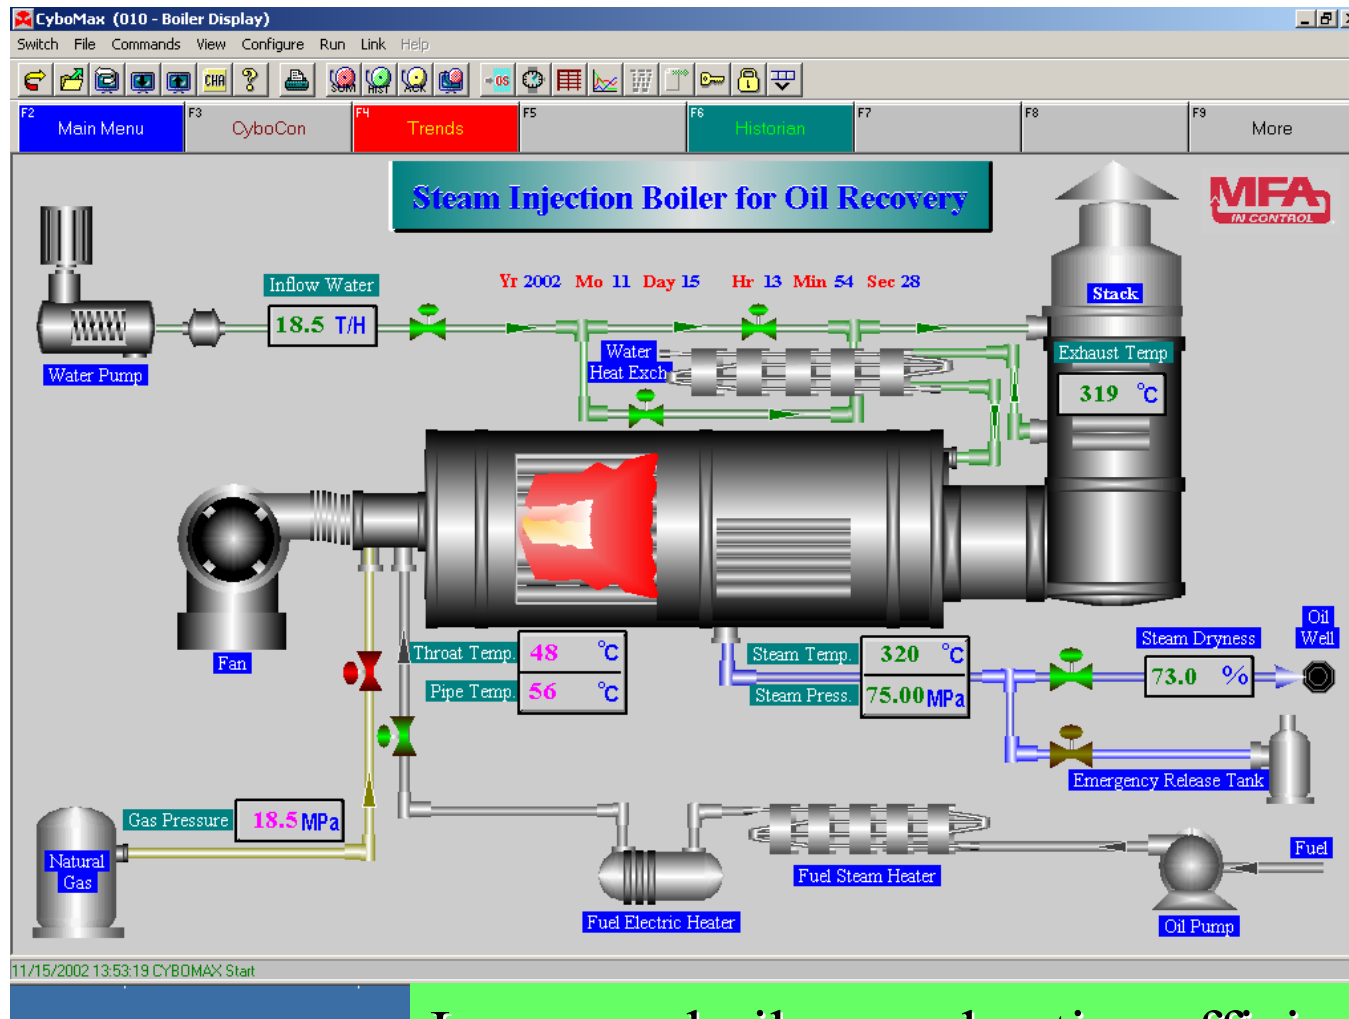 CyboMax (010 - Boiler Display)
Switch File Commands View Configure Run Link Help
CHA ? SUM HIST ACK →OS
F2 Main Menu F3 CyboCon F4 Trends F5 F6 Historian F7 F8 F9 More
Steam Injection Boiler for Oil Recovery
MFA
IN CONTROL
Yr 2002 Mo 11 Day 15 Hr 13 Min 54 Sec 28
Inflow Water
18.5 T/H
Stack
Water Pump
Water
Heat Exch
Exhaust Temp
319 °C
Fan
Throat Temp. 48 °C
Pipe Temp. 56 °C
Steam Temp. 320 °C
Steam Press. 75.00 MPa
Steam Dryness
73.0 %
Oil
Well
Emergency Release Tank
Gas Pressure 18.5 MPa
Natural
Gas
Fuel Electric Heater
Fuel Steam Heater
Fuel
Oil Pump
11/15/2002 13:53:19 CYBOMAX Start